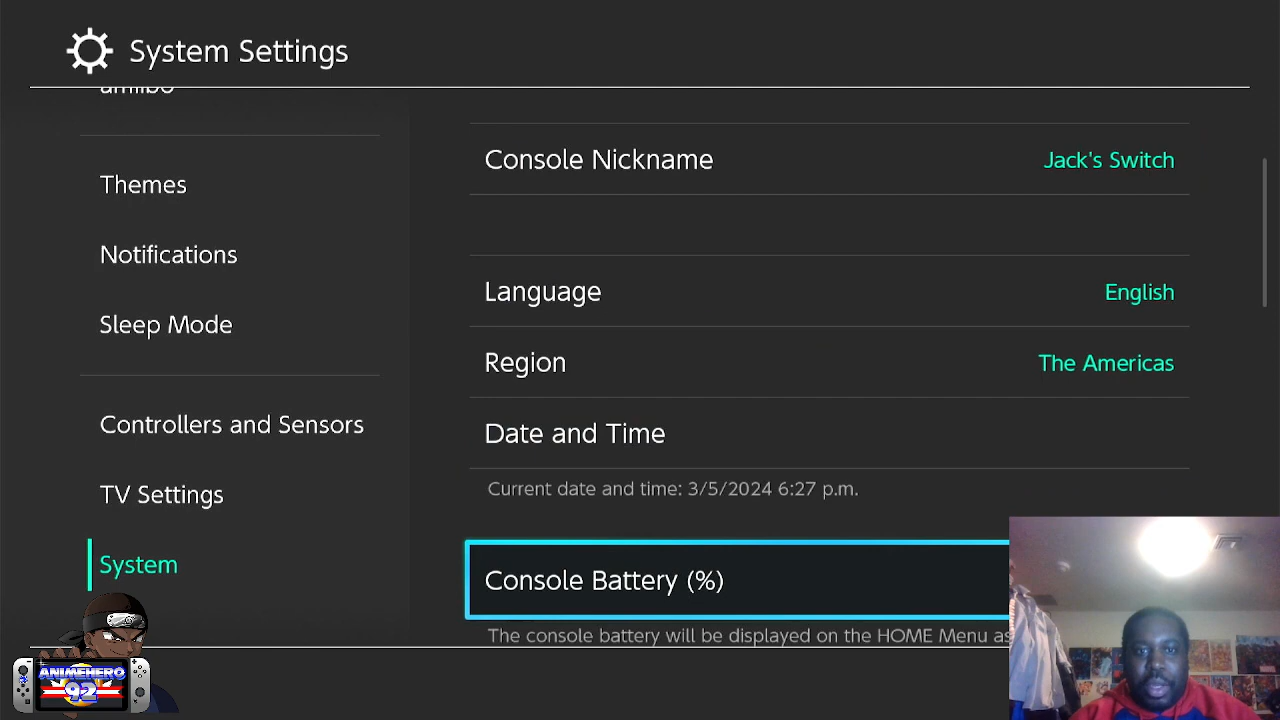 System Settings
amiibo
Themes
Notifications
Sleep Mode
Controllers and Sensors
TV Settings
System
Console Nickname Jack's Switch
Language English
Region The Americas
Date and Time
Current date and time: 3/5/2024 6:27 p.m.
Console Battery (%)
The console battery will be displayed on the HOME Menu as
ANIMEHERO
92